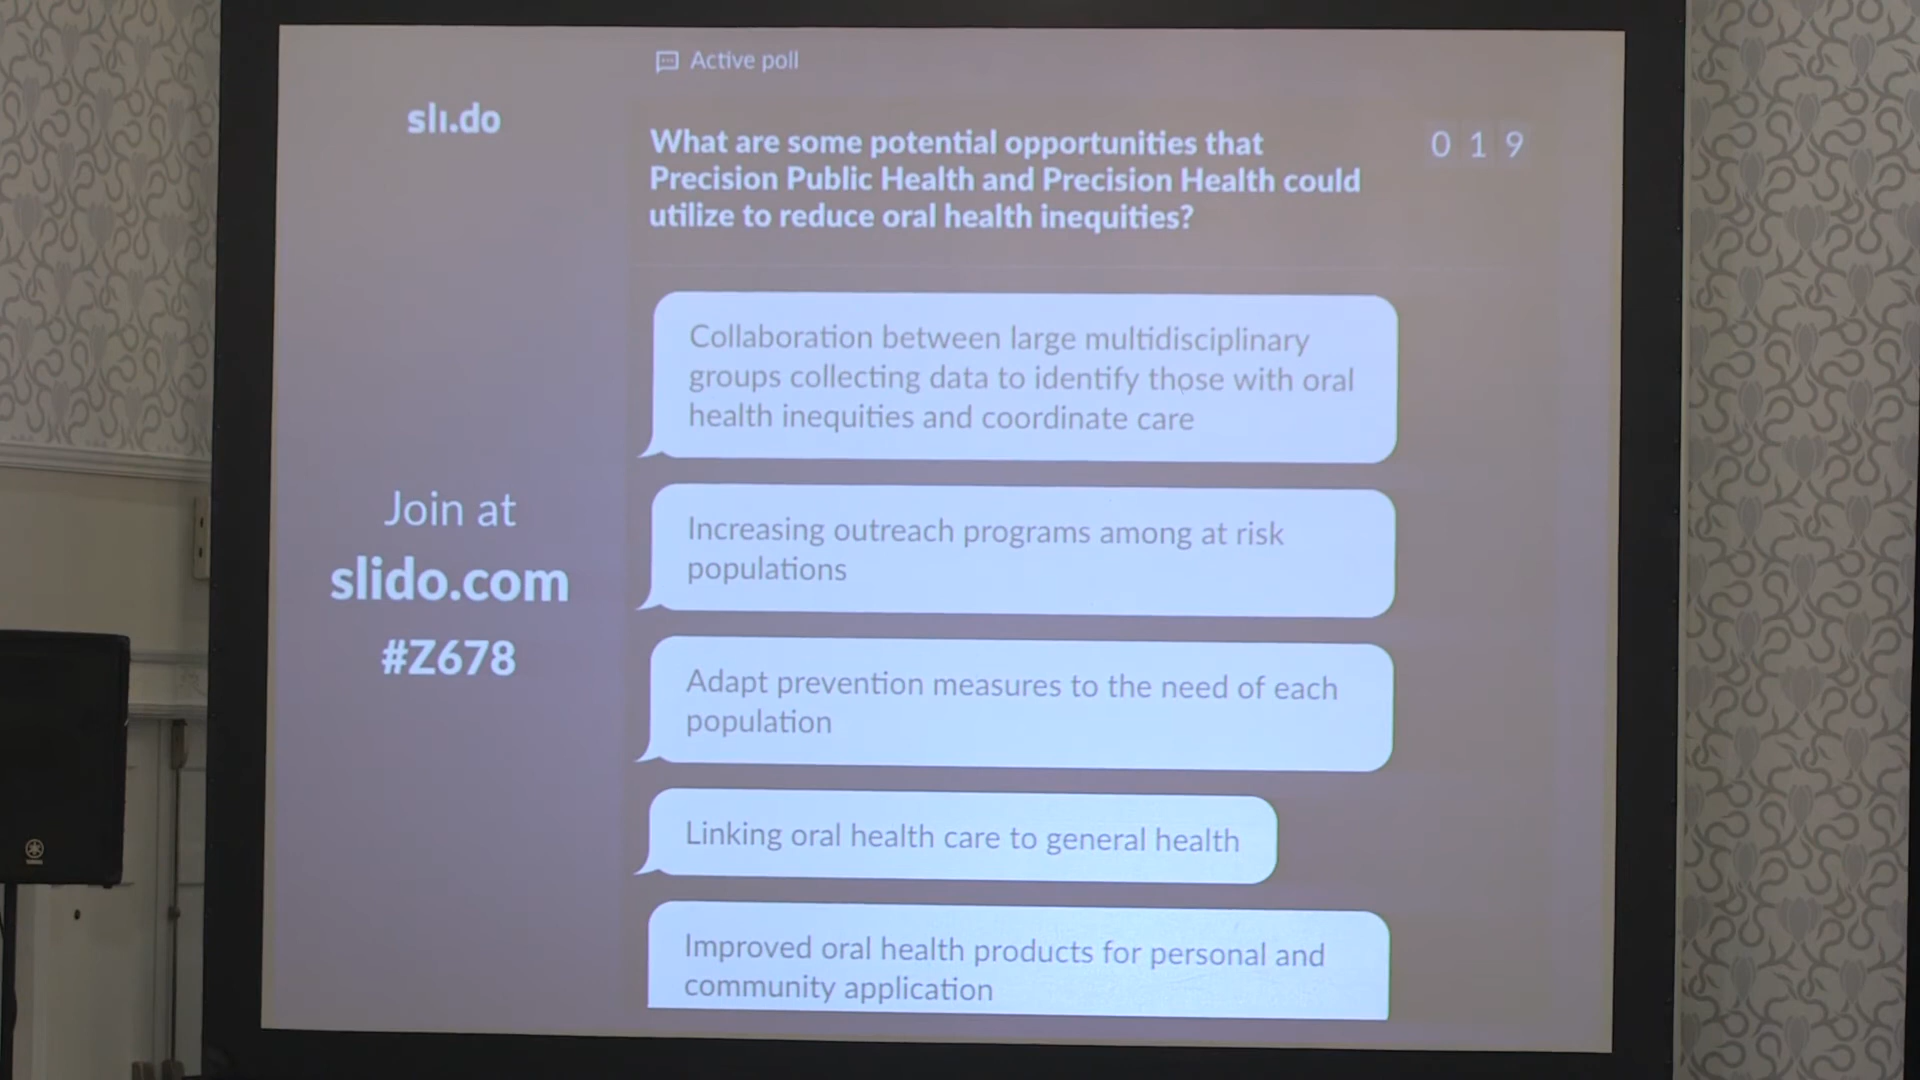 Active poll
sli.do
What are some potential opportunities that
Precision Public Health and Precision Health could
utilize to reduce oral health inequities?
0 1 9
Collaboration between large multidisciplinary
groups collecting data to identify those with oral
health inequities and coordinate care
Increasing outreach programs among at risk
populations
Join at
slido.com
#Z678
Adapt prevention measures to the need of each
population
Linking oral health care to general health
Improved oral health products for personal and
community application